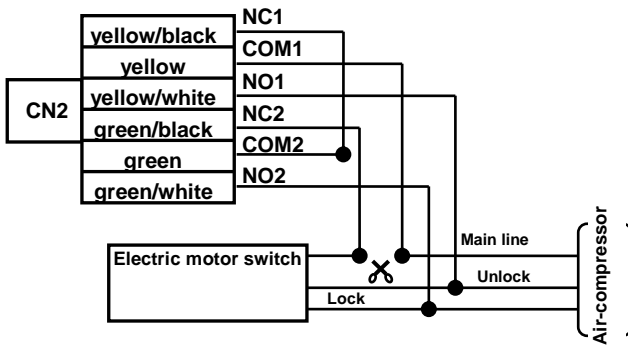 NC1
yellow/black
COM1
yellow
NO1
yellow/white
CN2
NC2
green/black
COM2
green
NO2
green/white
Electric motor switch
Main line
Unlock
Lock
Air-compressor